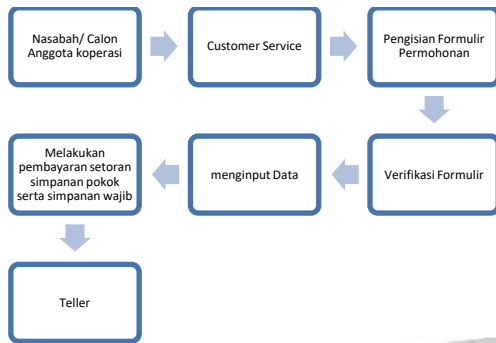 Nasabah/ Calon
Anggota koperasi
Customer Service
Pengisian Formulir
Permohonan
Verifikasi Formulir
menginput Data
Melakukan
pembayaran setoran
simpanan pokok
serta simpanan wajib
Teller